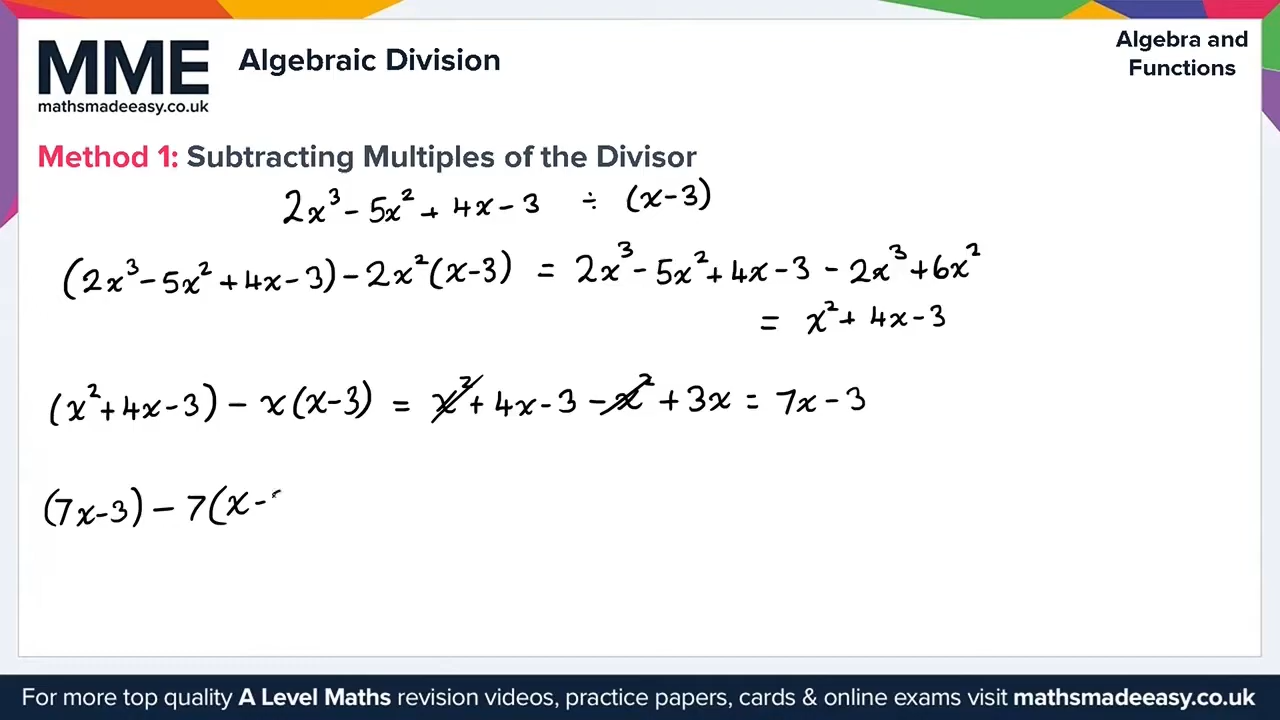 Algebra and
Functions
MME
Algebraic Division
mathsmadeeasy.co.uk
Method 1: Subtracting Multiples of the Divisor
2x³ - 5x² + 4x - 3 ÷ (x - 3)
(2x³ - 5x² + 4x - 3) - 2x²(x - 3) = 2x³ - 5x² + 4x - 3 - 2x³ + 6x²
= x² + 4x - 3
(x² + 4x - 3) - x(x - 3) = x² + 4x - 3 - x² + 3x = 7x - 3
(7x - 3) - 7(x -
For more top quality A Level Maths revision videos, practice papers, cards & online exams visit mathsmadeeasy.co.uk